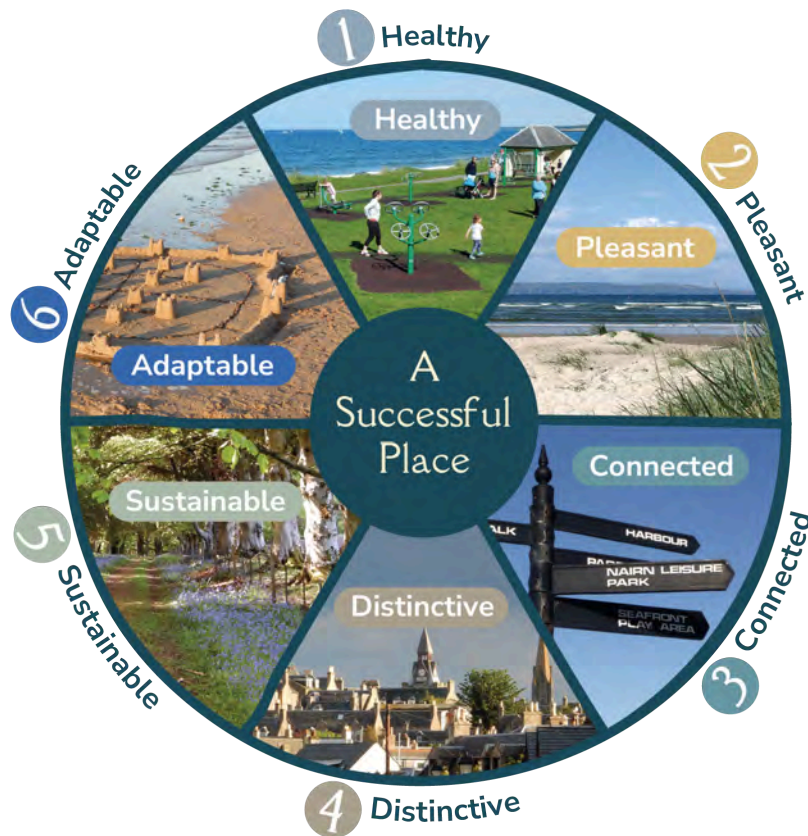 1 Healthy
Healthy
2 Pleasant
Pleasant
3 Connected
Connected
HARBOUR
NAIRN LEISURE
PARK
SEAFRONT
PLAY AREA
4 Distinctive
Distinctive
5 Sustainable
Sustainable
6 Adaptable
Adaptable
A
Successful
Place